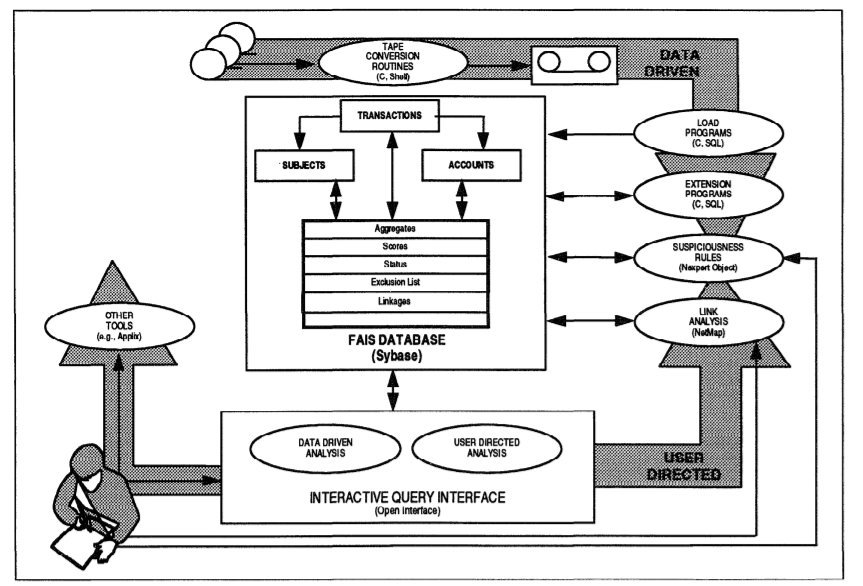 TAPE
CONVERSION
ROUTINES
(C, Shell)
DATA
DRIVEN
TRANSACTIONS
SUBJECTS
ACCOUNTS
Aggregates
Scores
Status
Exclusion List
Linkages
FAIS DATABASE
(Sybase)
LOAD
PROGRAMS
(C, SQL)
EXTENSION
PROGRAMS
(C, SQL)
SUSPICIOUSNESS
RULES
(Nexpert Object)
LINK
ANALYSIS
(NetMap)
OTHER
TOOLS
(e.g., Applix)
DATA DRIVEN
ANALYSIS
USER DIRECTED
ANALYSIS
INTERACTIVE QUERY INTERFACE
(Open Interface)
USER
DIRECTED